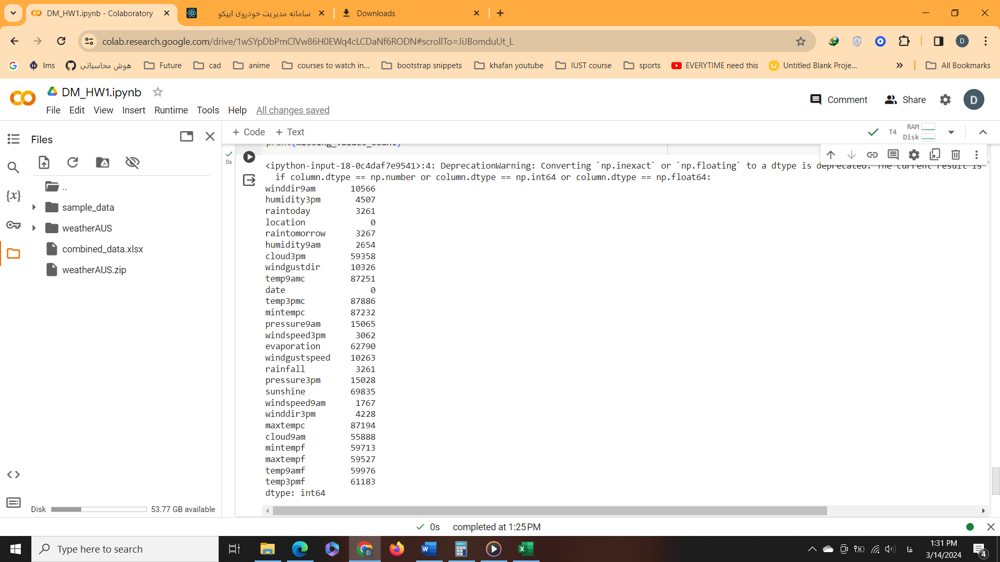 DM_HW1.ipynb - Colaboratory
سامانه مدیریت خودروی ایپکو
Downloads
colab.research.google.com/drive/1wSYpDbPmClVw86H0EWq4cLCDaNf6RODN#scrollTo=JiJBomduUt_L
D
lms
هوش محاسباتی
Future
cad
anime
courses to watch in...
bootstrap snippets
khafan youtube
IUST course
sports
EVERYTIME need this
Untitled Blank Proje...
All Bookmarks
DM_HW1.ipynb
File Edit View Insert Runtime Tools Help All changes saved
Comment
Share
D
Files
+ Code + Text
T4
RAM
Disk
..
sample_data
weatherAUS
combined_data.xlsx
weatherAUS.zip
Disk 53.77 GB available
{x}
0s
print(missing_values_count)
<ipython-input-18-0c4daf7e9541>:4: DeprecationWarning: Converting `np.inexact` or `np.floating` to a dtype is deprecated. The current result is `
if column.dtype == np.number or column.dtype == np.int64 or column.dtype == np.float64:
winddir9am 10566
humidity3pm 4507
raintoday 3261
location 0
raintomorrow 3267
humidity9am 2654
cloud3pm 59358
windgustdir 10326
temp9amc 87251
date 0
temp3pmc 87886
mintempc 87232
pressure9am 15065
windspeed3pm 3062
evaporation 62790
windgustspeed 10263
rainfall 3261
pressure3pm 15028
sunshine 69835
windspeed9am 1767
winddir3pm 4228
maxtempc 87194
cloud9am 55888
mintempf 59713
maxtempf 59527
temp9amf 59976
temp3pmf 61183
dtype: int64
0s completed at 1:25 PM
Type here to search
فا
1:31 PM
3/14/2024
4